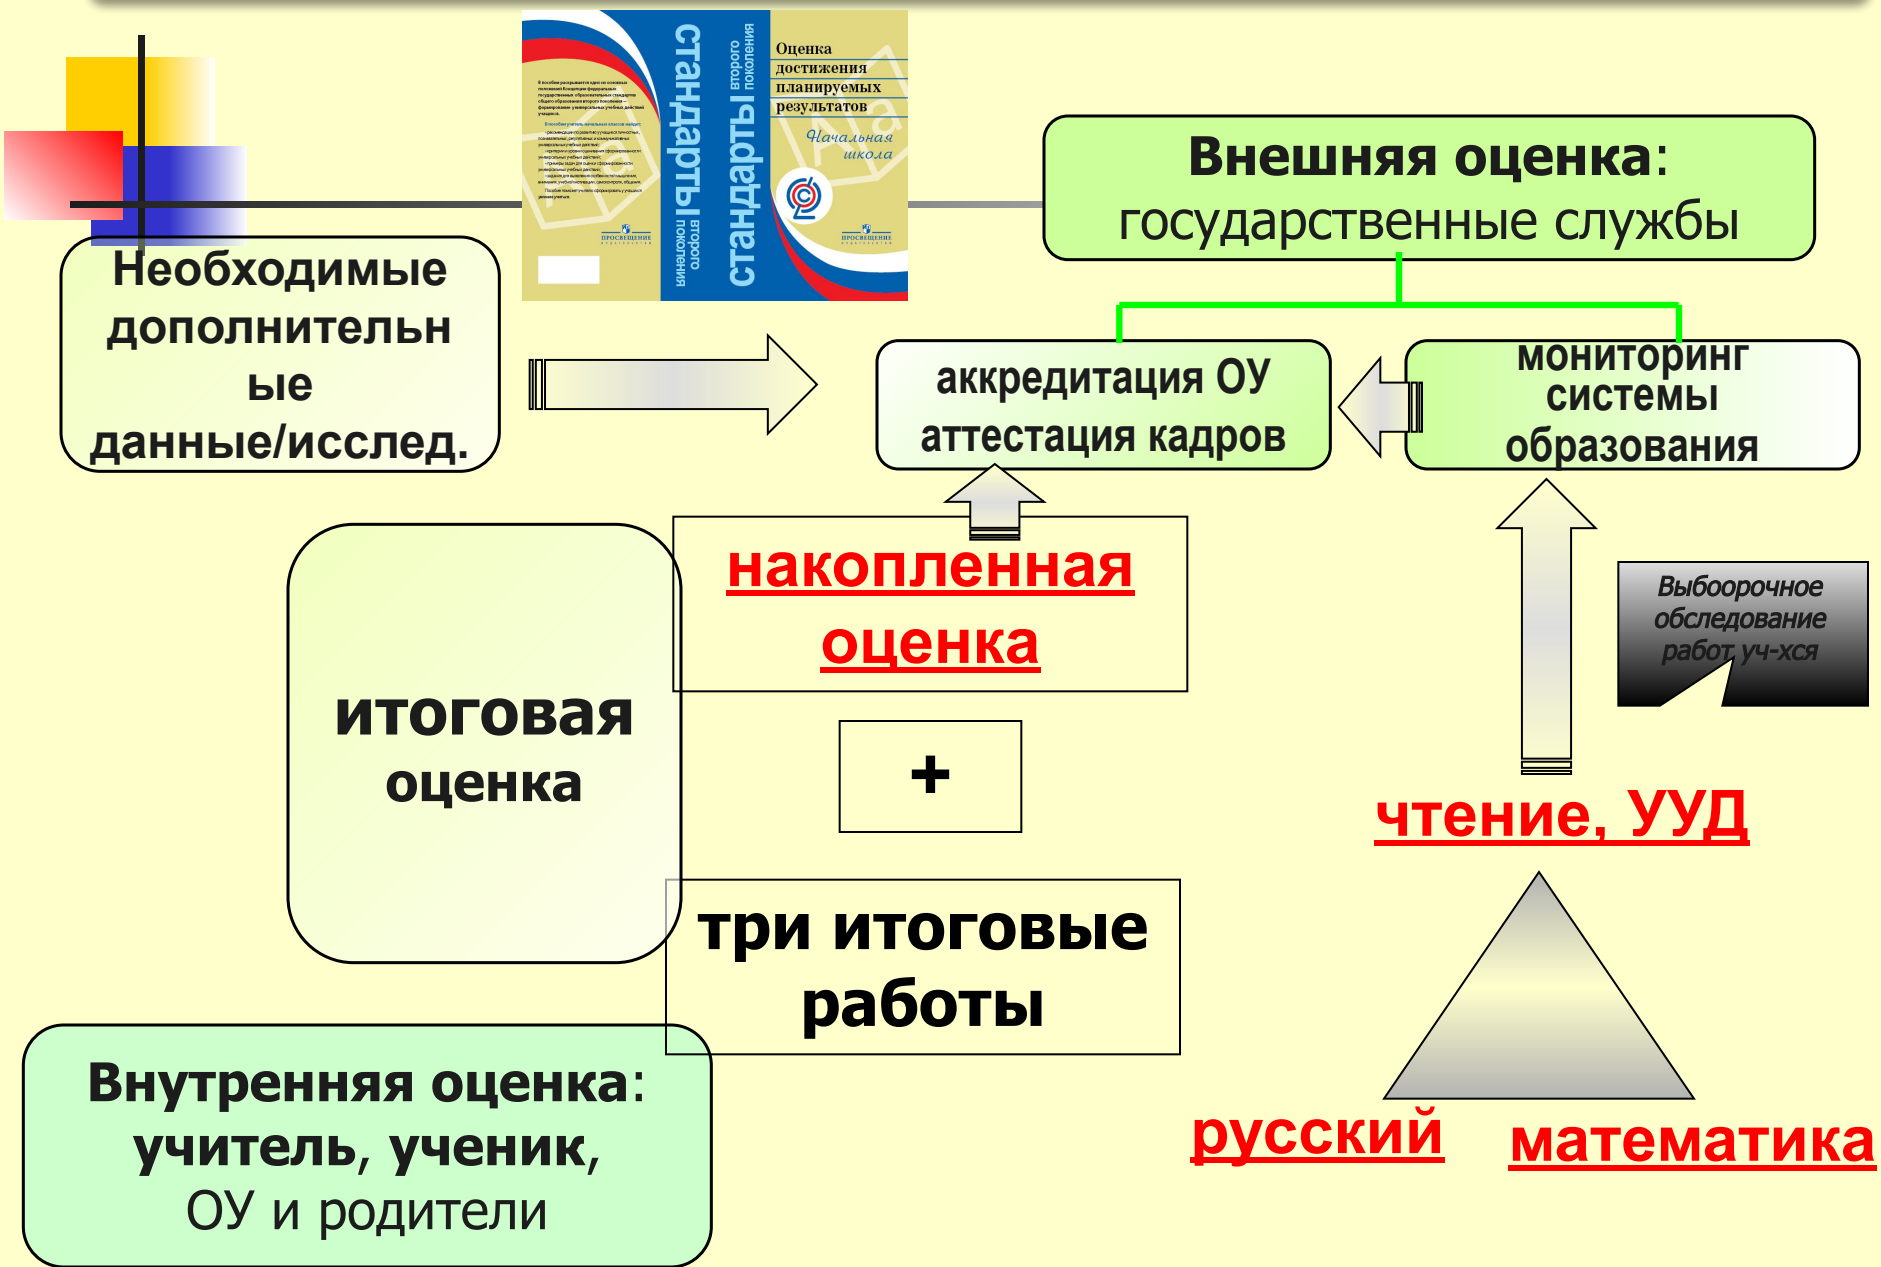 стандарты второго поколения
стандарты второго поколения
Оценка
достижения
планируемых
результатов
Начальная
школа
ПРОСВЕЩЕНИЕ
ПРОСВЕЩЕНИЕ
Внешняя оценка:
государственные службы
Необходимые
дополнительн
ые
данные/исслед.
аккредитация ОУ
аттестация кадров
мониторинг
системы
образования
накопленная
оценка
Выбоорочное
обследование
работ уч-хся
итоговая
оценка
+
чтение, УУД
три итоговые
работы
русский
математика
Внутренняя оценка:
учитель, ученик,
ОУ и родители